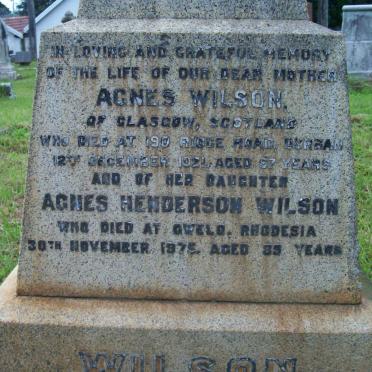 IN LOVING AND GRATEFUL MEMORY
OF THE LIFE OF OUR DEAR MOTHER
AGNES WILSON,
OF GLASGOW, SCOTLAND
WHO DIED AT 190 RIDGE ROAD, DURBAN
12TH DECEMBER 1921, AGED 67 YEARS
AND OF HER DAUGHTER
AGNES HENDERSON WILSON
WHO DIED AT GWELO, RHODESIA
30TH NOVEMBER 1975, AGED 89 YEARS
WILSON